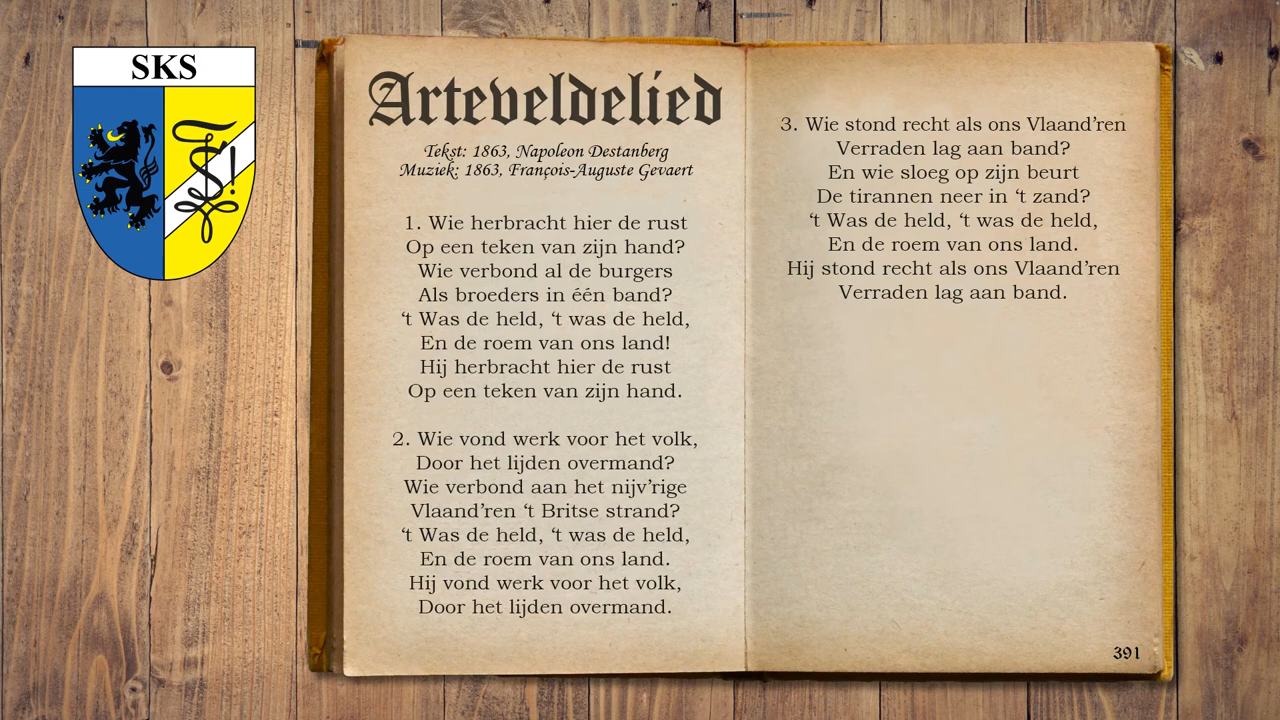 SKS
Arteveldelied
Tekst: 1863, Napoleon Destanberg
Muziek: 1863, François-Auguste Gevaert
1. Wie herbracht hier de rust
Op een teken van zijn hand?
Wie verbond al de burgers
Als broeders in één band?
‘t Was de held, ‘t was de held,
En de roem van ons land!
Hij herbracht hier de rust
Op een teken van zijn hand.
2. Wie vond werk voor het volk,
Door het lijden overmand?
Wie verbond aan het nijv’rige
Vlaand’ren ‘t Britse strand?
‘t Was de held, ‘t was de held,
En de roem van ons land.
Hij vond werk voor het volk,
Door het lijden overmand.
3. Wie stond recht als ons Vlaand’ren
Verraden lag aan band?
En wie sloeg op zijn beurt
De tirannen neer in ‘t zand?
‘t Was de held, ‘t was de held,
En de roem van ons land.
Hij stond recht als ons Vlaand’ren
Verraden lag aan band.
391